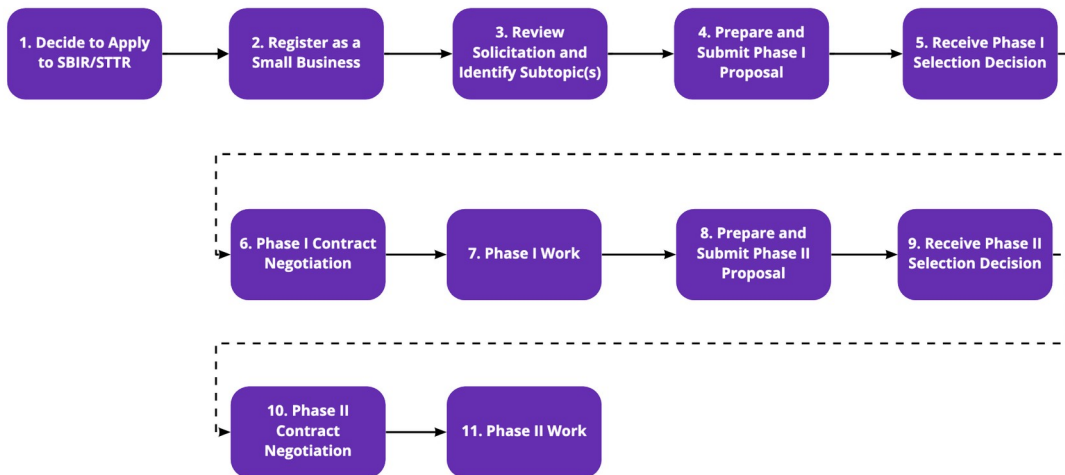 1. Decide to Apply
to SBIR/STTR
2. Register as a
Small Business
3. Review
Solicitation and
Identify Subtopic(s)
4. Prepare and
Submit Phase I
Proposal
5. Receive Phase I
Selection Decision
6. Phase I Contract
Negotiation
7. Phase I Work
8. Prepare and
Submit Phase II
Proposal
9. Receive Phase II
Selection Decision
10. Phase II
Contract
Negotiation
11. Phase II Work